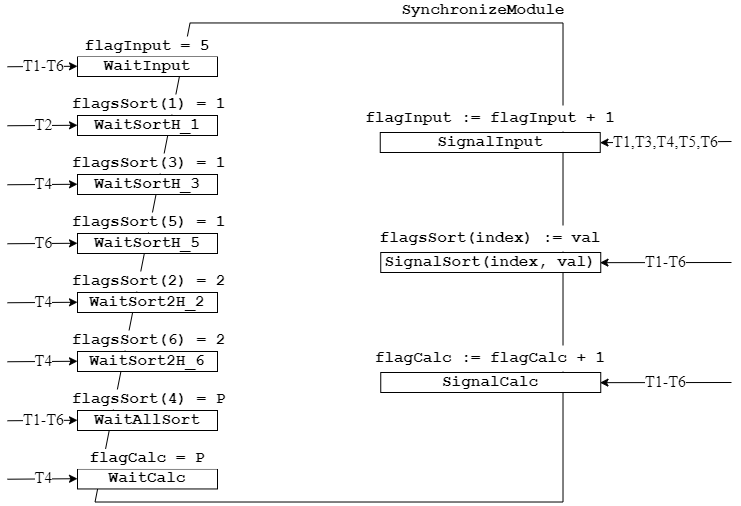 SynchronizeModule
flagInput = 5
T1-T6
WaitInput
flagsSort(1) = 1
T2
WaitSortH_1
flagsSort(3) = 1
T4
WaitSortH_3
flagsSort(5) = 1
T6
WaitSortH_5
flagsSort(2) = 2
T4
WaitSort2H_2
flagsSort(6) = 2
T4
WaitSort2H_6
flagsSort(4) = P
T1-T6
WaitAllSort
flagCalc = P
T4
WaitCalc
flagInput := flagInput + 1
SignalInput
T1,T3,T4,T5,T6
flagsSort(index) := val
SignalSort(index, val)
T1-T6
flagCalc := flagCalc + 1
SignalCalc
T1-T6